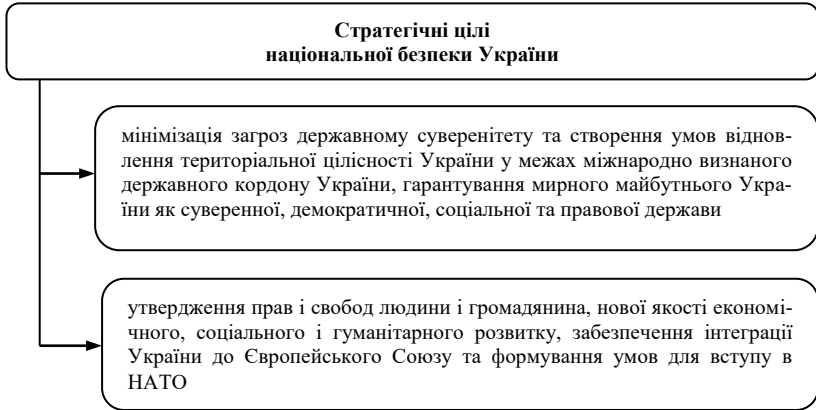 Стратегічні цілі
національної безпеки України
мінімізація загроз державному суверенітету та створення умов віднов-
лення територіальної цілісності України у межах міжнародно визнаного
державного кордону України, гарантування мирного майбутнього Укра-
їни як суверенної, демократичної, соціальної та правової держави
утвердження прав і свобод людини і громадянина, нової якості економі-
чного, соціального і гуманітарного розвитку, забезпечення інтеграції
України до Європейського Союзу та формування умов для вступу в
НАТО